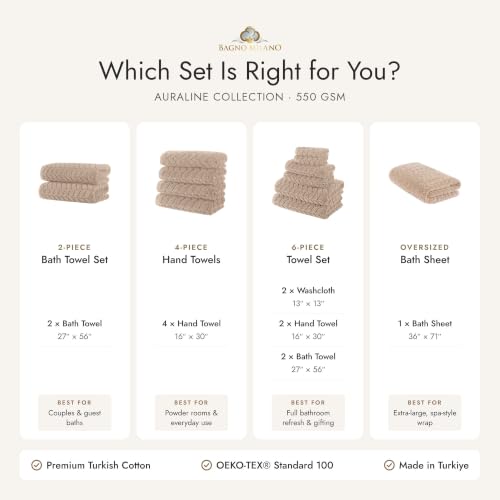 BAGNO MILANO
Which Set Is Right for You?
AURALINE COLLECTION · 550 GSM
2-PIECE
Bath Towel Set
2 × Bath Towel
27" × 56"
BEST FOR
Couples & guest
baths
4-PIECE
Hand Towels
4 × Hand Towel
16" × 30"
BEST FOR
Powder rooms &
everyday use
6-PIECE
Towel Set
2 × Washcloth
13" × 13"
2 × Hand Towel
16" × 30"
2 × Bath Towel
27" × 56"
BEST FOR
Full bathroom
refresh & gifting
OVERSIZED
Bath Sheet
1 × Bath Sheet
36" × 71"
BEST FOR
Extra-large, spa-style
wrap
Premium Turkish Cotton
OEKO-TEX® Standard 100
Made in Turkiye